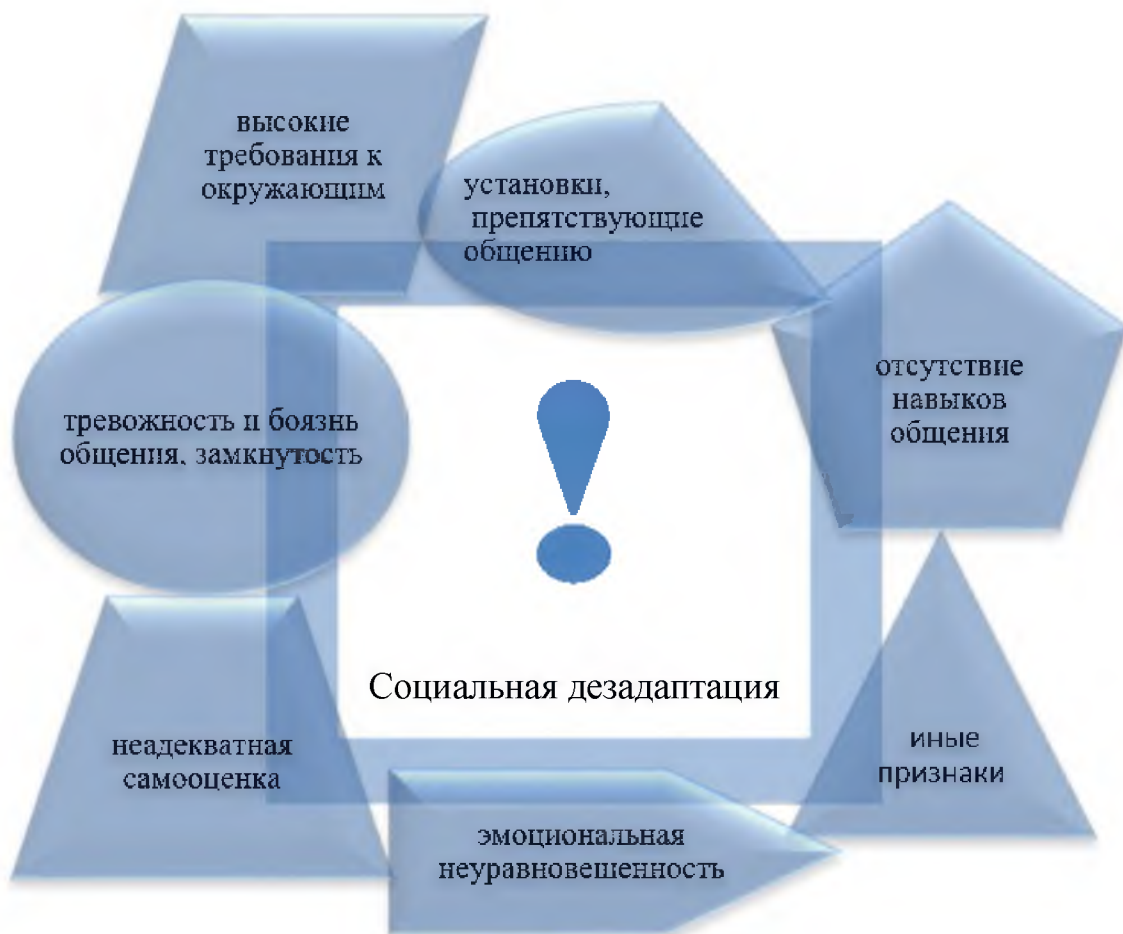 высокие
требования к
окружающим
установки,
препятствующие
общению
отсутствие
навыков
общения
тревожность и боязнь
общения, замкнутость
Социальная дезадаптация
неадекватная
самооценка
иные
признаки
эмоциональная
неуравновешенность